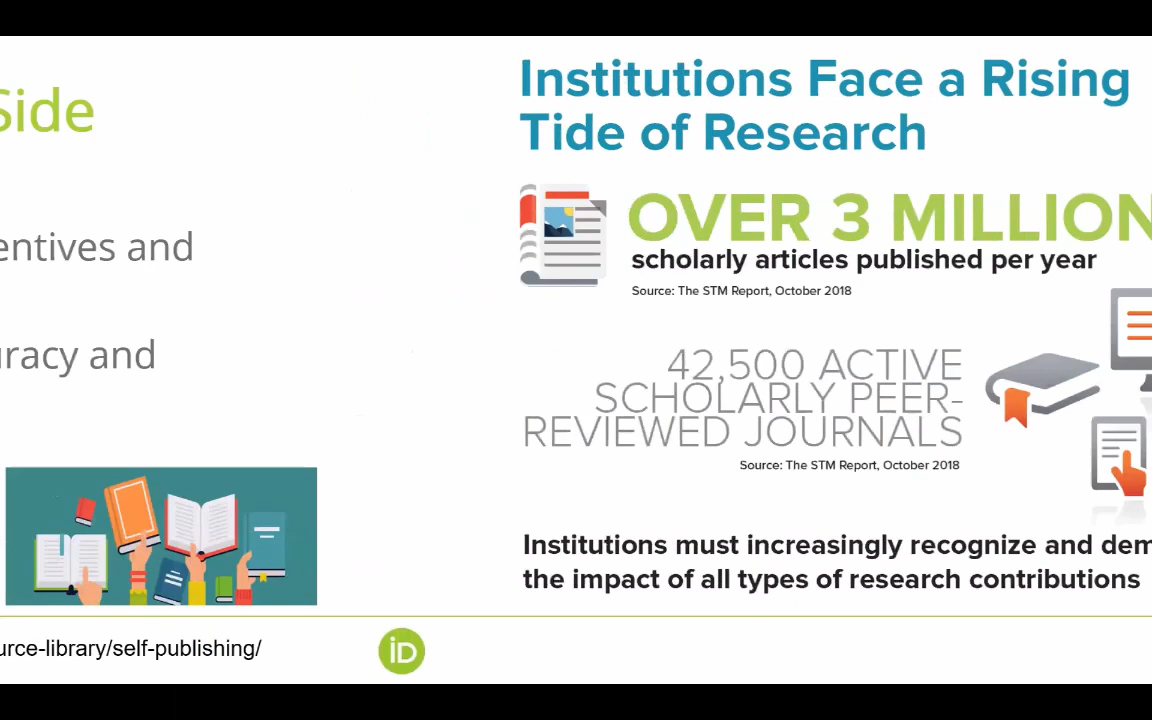 Side
entives and
uracy and
urce-library/self-publishing/
iD
Institutions Face a Rising
Tide of Research
OVER 3 MILLION
scholarly articles published per year
Source: The STM Report, October 2018
42,500 ACTIVE
SCHOLARLY PEER-
REVIEWED JOURNALS
Source: The STM Report, October 2018
Institutions must increasingly recognize and dem
the impact of all types of research contributions